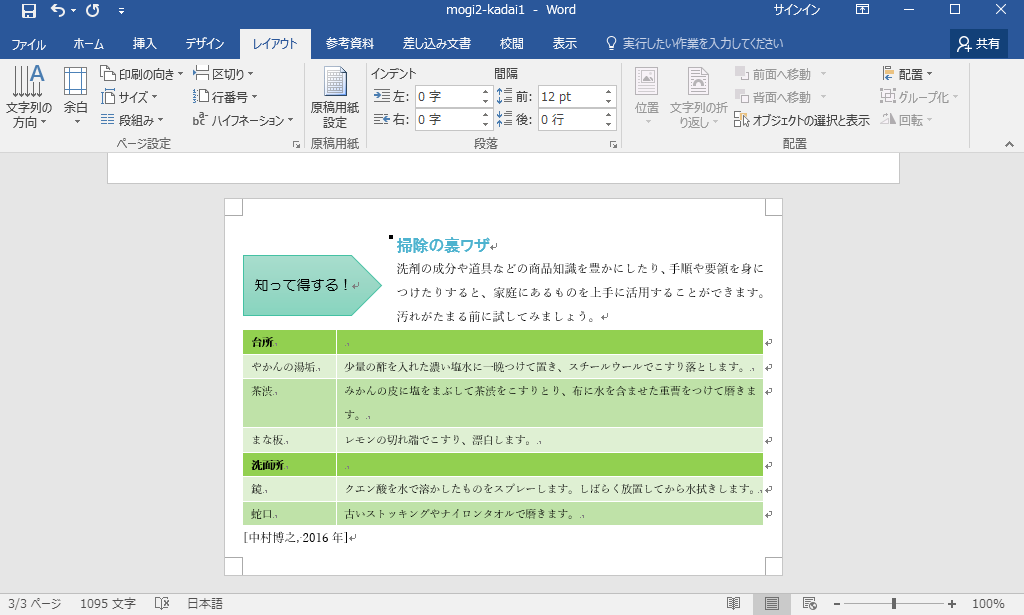 mogi2-kadai1 - Word
サインイン
ファイル ホーム 挿入 デザイン レイアウト 参考資料 差し込み文書 校閲 表示 実行したい作業を入力してください 共有
文字列の方向 余白 印刷の向き サイズ 段組み 区切り 行番号 ハイフネーション
ページ設定
原稿用紙設定
原稿用紙
インデント 間隔
左: 0 字 前: 12 pt
右: 0 字 後: 0 行
段落
位置 文字列の折り返し 前面へ移動 背面へ移動 オブジェクトの選択と表示 配置 グループ化 回転
配置
掃除の裏ワザ
知って得する!
洗剤の成分や道具などの商品知識を豊かにしたり、手順や要領を身に
つけたりすると、家庭にあるものを上手に活用することができます。
汚れがたまる前に試してみましょう。
台所
やかんの湯垢 少量の酢を入れた濃い塩水に一晩つけて置き、スチールウールでこすり落とします。
茶渋 みかんの皮に塩をまぶして茶渋をこすりとり、布に水を含ませた重曹をつけて磨きま
す。
まな板 レモンの切れ端でこすり、漂白します。
洗面所
鏡 クエン酸を水で溶かしたものをスプレーします。しばらく放置してから水拭きします。
蛇口 古いストッキングやナイロンタオルで磨きます。
[中村博之, 2016 年]
3/3 ページ 1095 文字 日本語 100%